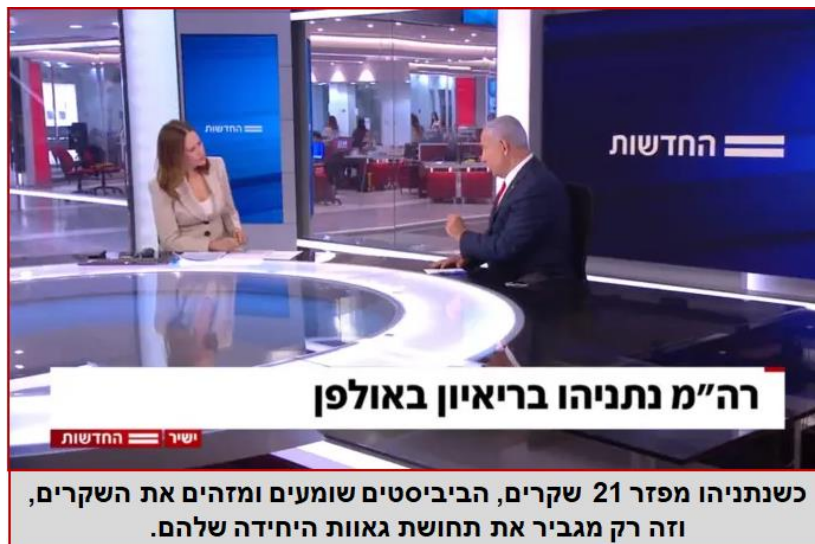 החדשות
החדשות
רה״מ נתניהו בריאיון באולפן
ישיר החדשות
כשנתניהו מפזר 21 שקרים, הביביסטים שומעים ומזהים את השקרים,
וזה רק מגביר את תחושת גאוות היחידה שלהם.